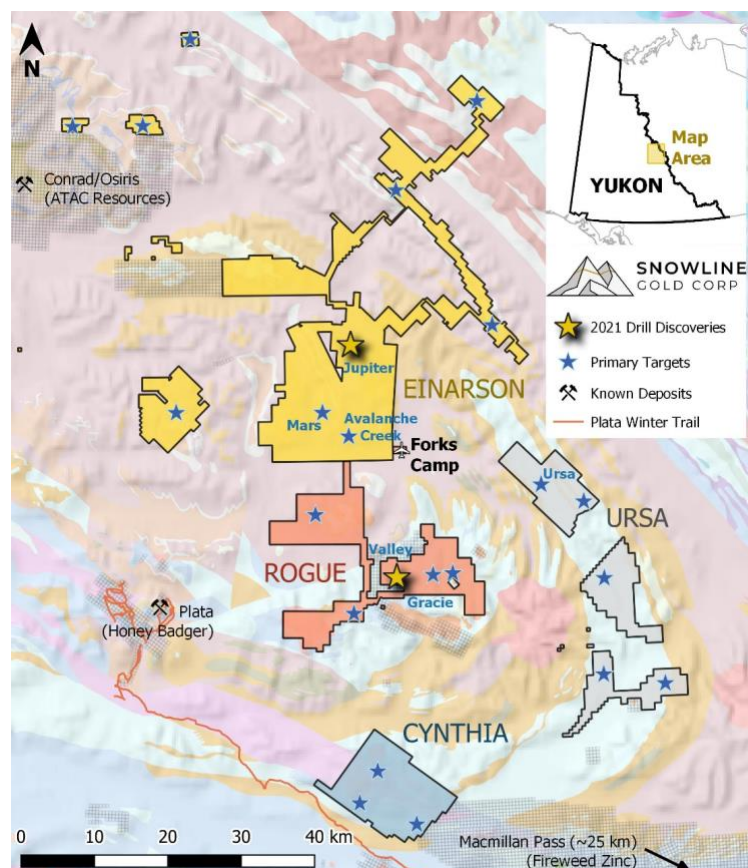 N
Map
Area
YUKON
SNOWLINE
GOLD CORP
2021 Drill Discoveries
Primary Targets
Known Deposits
Plata Winter Trail
Conrad/Osiris
(ATAC Resources)
Jupiter
EINARSON
Mars
Avalanche
Creek
Forks
Camp
Ursa
URSA
Valley
ROGUE
Gracie
Plata
(Honey Badger)
CYNTHIA
0 10 20 40 km
Macmillan Pass (~25 km)
(Fireweed Zinc)